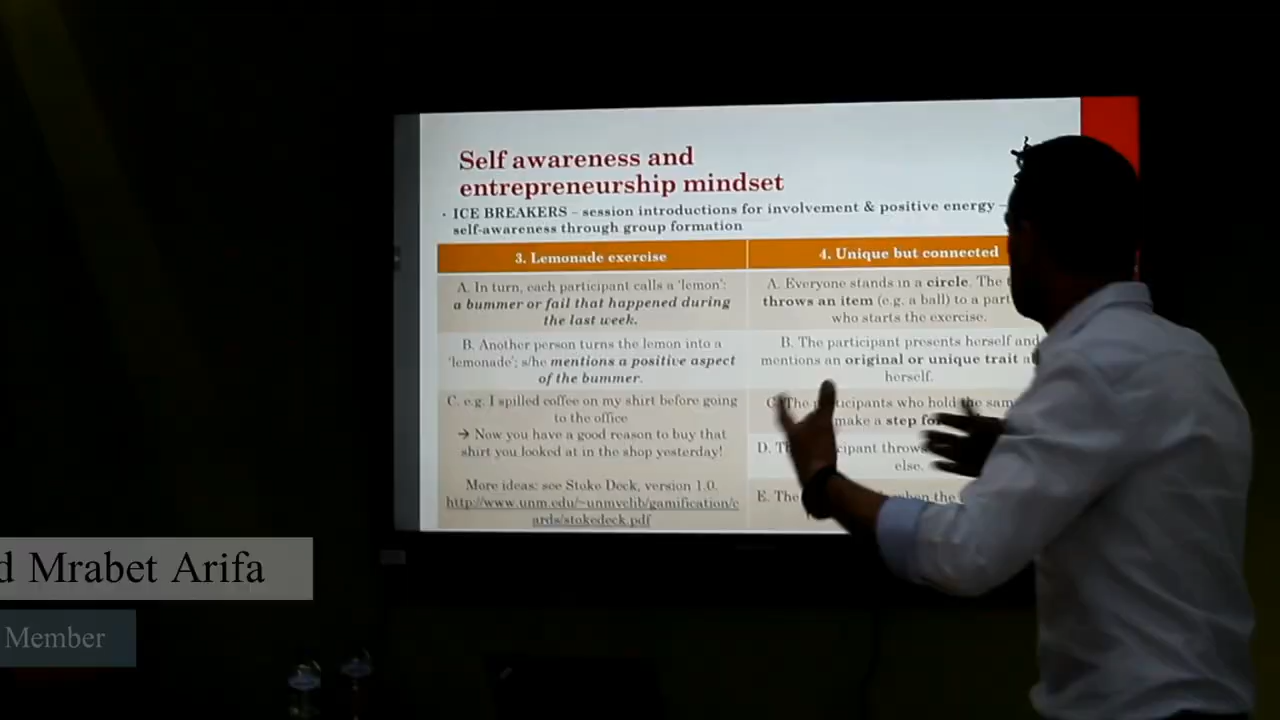 Self awareness and
entrepreneurship mindset
· ICE BREAKERS – session introductions for involvement & positive energy –
self-awareness through group formation
3. Lemonade exercise
A. In turn, each participant calls a 'lemon':
a bummer or fail that happened during
the last week.
B. Another person turns the lemon into a
'lemonade'; s/he mentions a positive aspect
of the bummer.
C. e.g. I spilled coffee on my shirt before going
to the office
→ Now you have a good reason to buy that
shirt you looked at in the shop yesterday!
More ideas: see Stoke Deck, version 1.0.
http://www.unm.edu/~unmvclib/gamification/c
ards/stokedeck.pdf
4. Unique but connected
A. Everyone stands in a circle. The
throws an item (e.g. a ball) to a
who starts the exercise.
B. The participant presents herself and
mentions an original or unique trait
herself.
who hold the
make a step
D.
else.
E. The
d Mrabet Arifa
Member